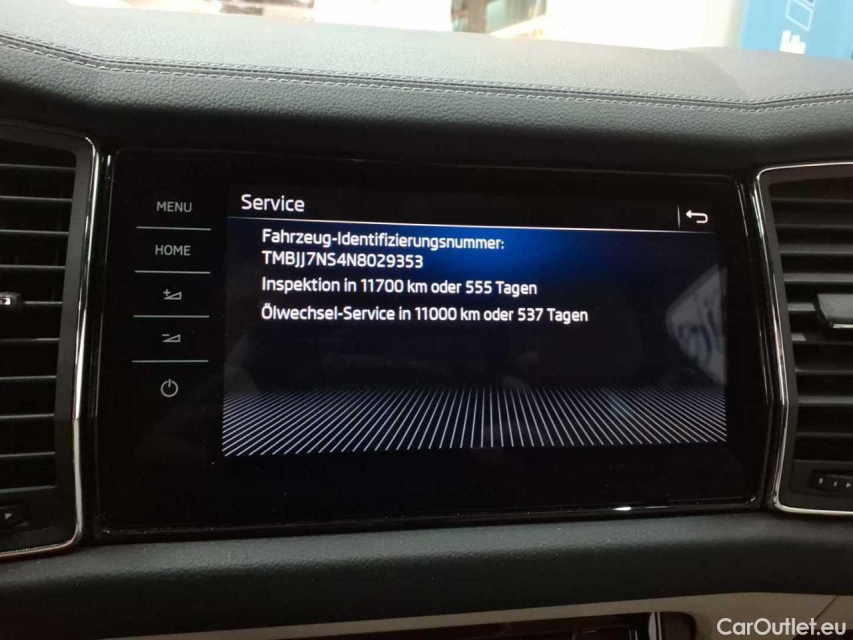 MENU
HOME
Service
Fahrzeug-Identifizierungsnummer:
TMBJJ7NS4N8029353
Inspektion in 11700 km oder 555 Tagen
Ölwechsel-Service in 11000 km oder 537 Tagen
CarOutlet.eu